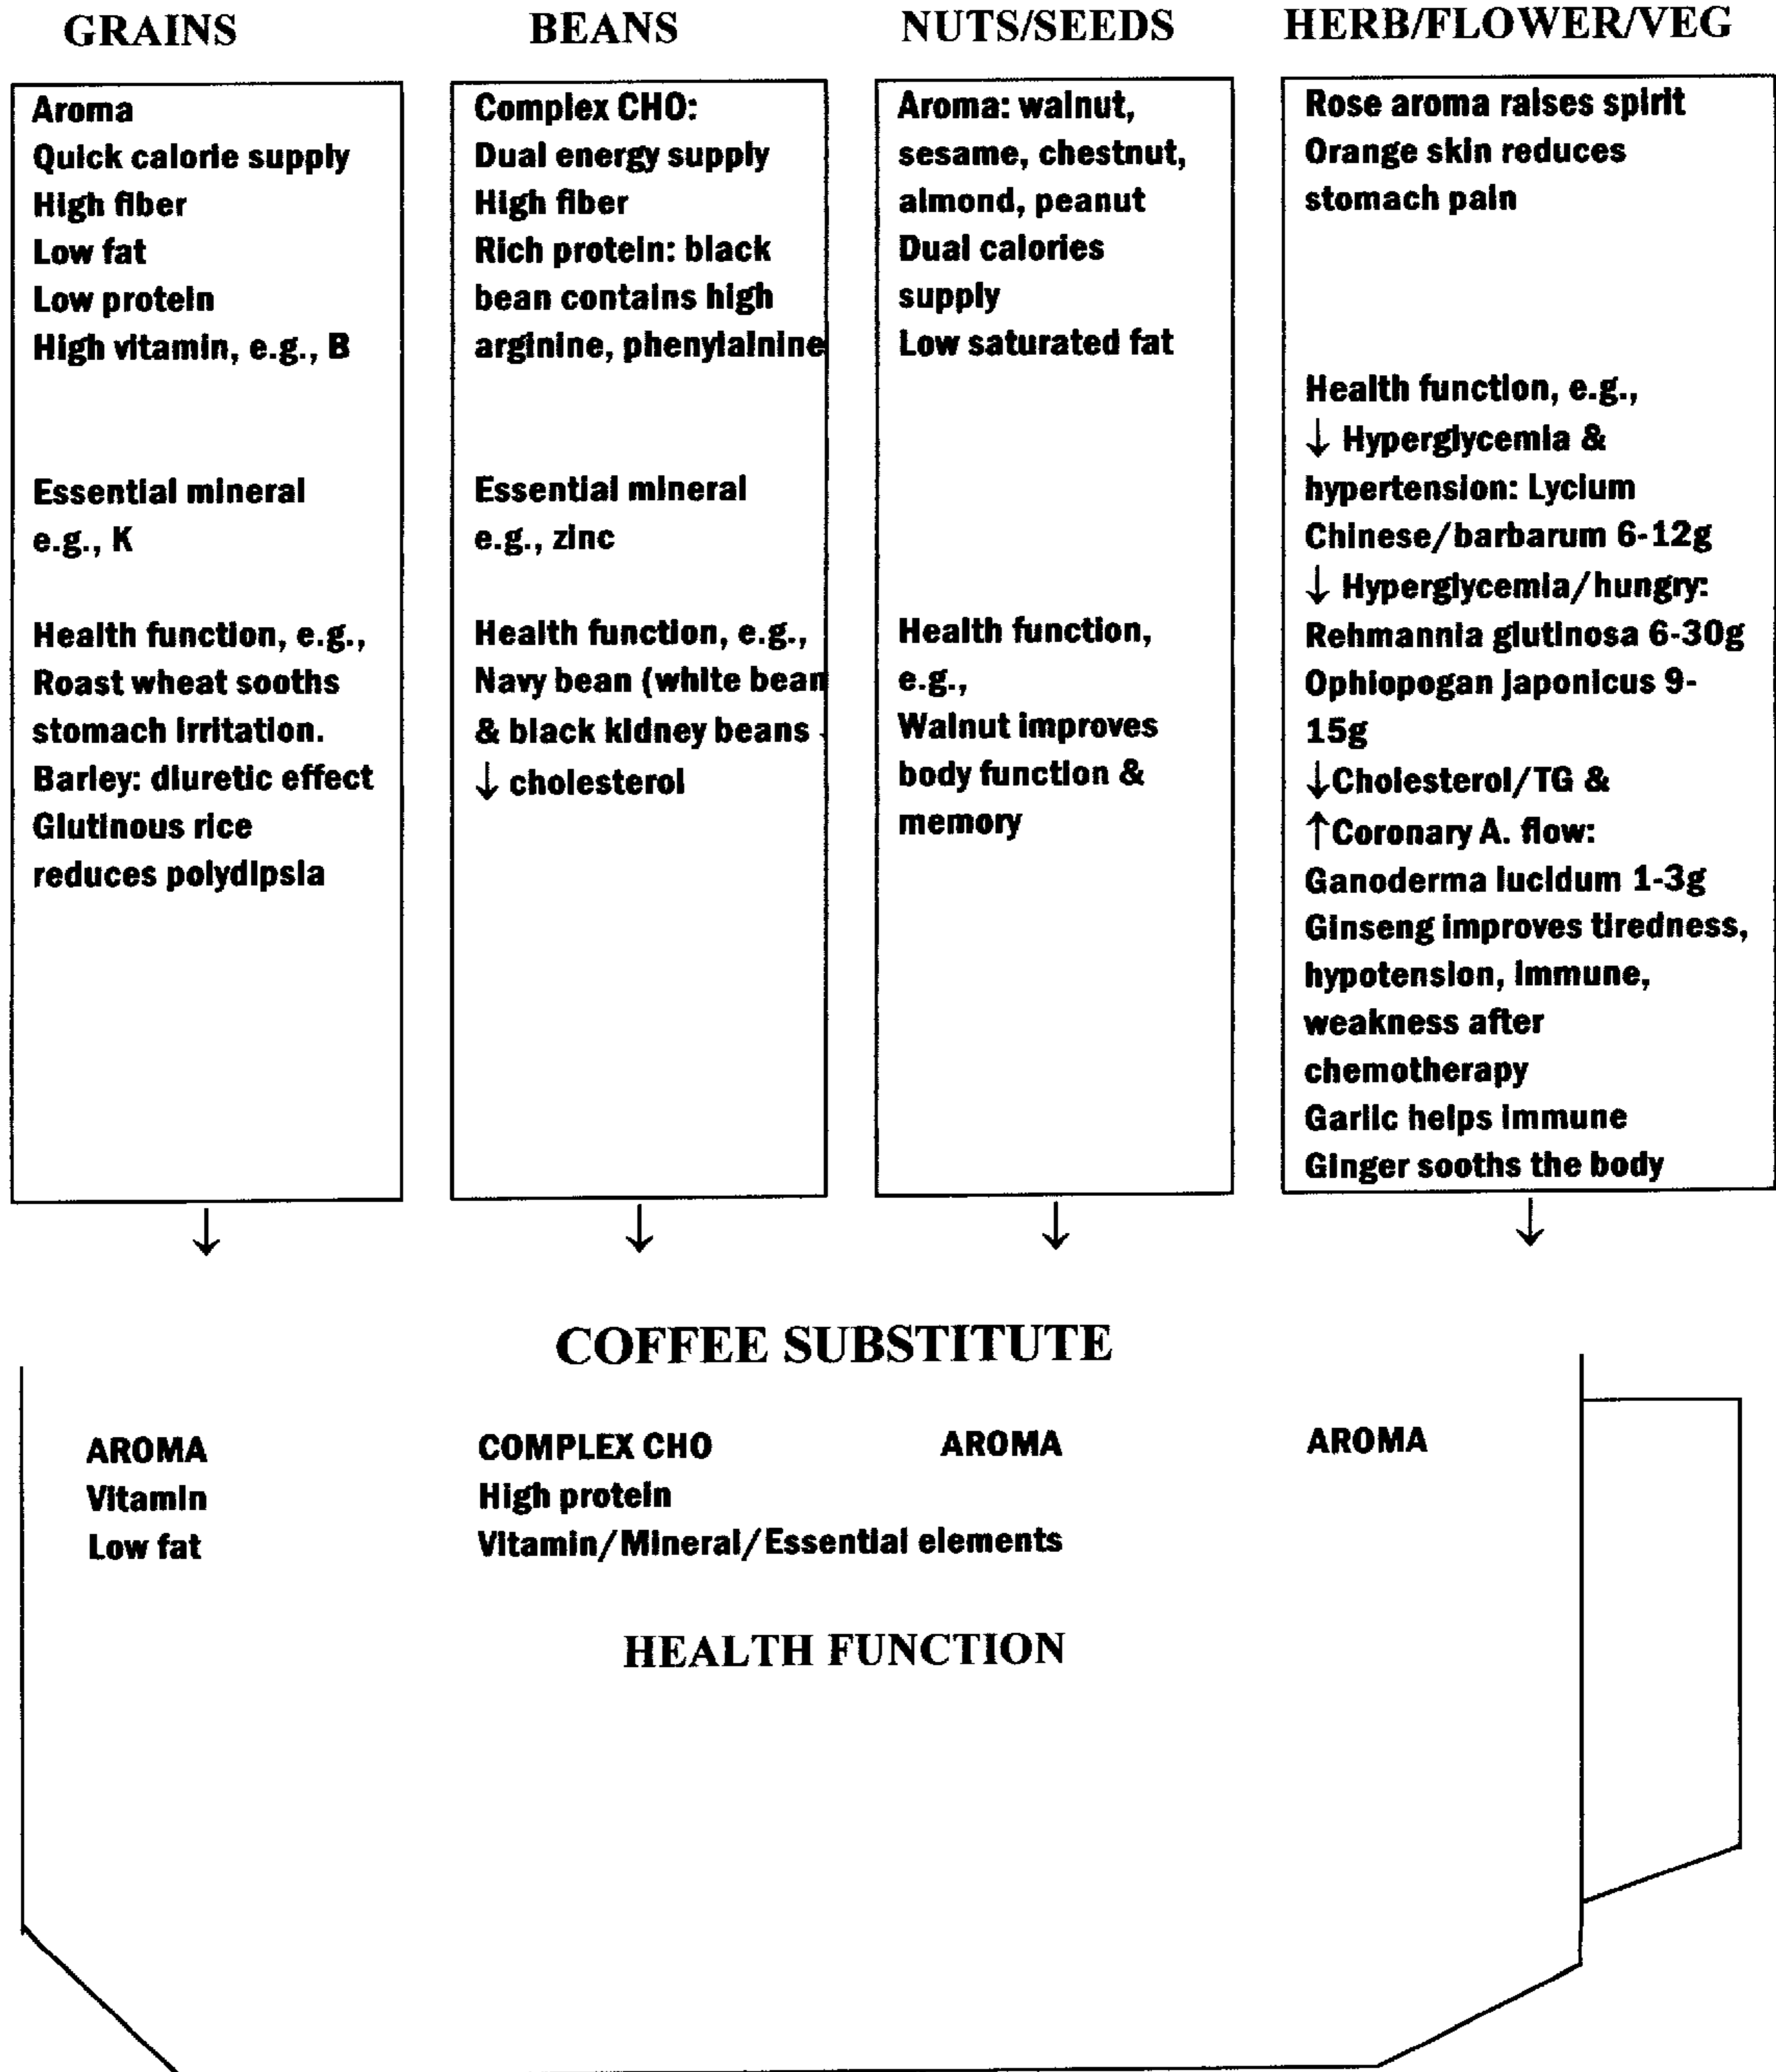 GRAINS
Aroma
Quick calorie supply
High fiber
Low fat
Low protein
High vitamin, e.g., B
Essential mineral
e.g., K
Health function, e.g.,
Roast wheat sooths
stomach irritation.
Barley: diuretic effect
Glutinous rice
reduces polydipsia
BEANS
Complex CHO:
Dual energy supply
High fiber
Rich protein: black
bean contains high
arginine, phenylalnine
Essential mineral
e.g., zinc
Health function, e.g.,
Navy bean (white bean
& black kidney beans
↓ cholesterol
NUTS/SEEDS
Aroma: walnut,
sesame, chestnut,
almond, peanut
Dual calories
supply
Low saturated fat
Health function,
e.g.,
Walnut improves
body function &
memory
HERB/FLOWER/VEG
Rose aroma raises spirit
Orange skin reduces
stomach pain
Health function, e.g.,
↓ Hyperglycemia &
hypertension: Lycium
Chinese/barbarum 6-12g
↓ Hyperglycemia/hungry:
Rehmannia glutinosa 6-30g
Ophiopogan japonicus 9-
15g
↓Cholesterol/TG &
↑Coronary A. flow:
Ganoderma lucidum 1-3g
Ginseng improves tiredness,
hypotension, immune,
weakness after
chemotherapy
Garlic helps immune
Ginger sooths the body
COFFEE SUBSTITUTE
AROMA
Vitamin
Low fat
COMPLEX CHO
High protein
Vitamin/Mineral/Essential elements
AROMA
AROMA
HEALTH FUNCTION